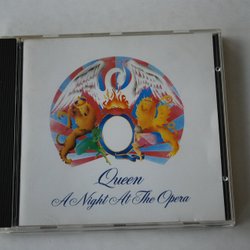 Queen
A Night At The Opera